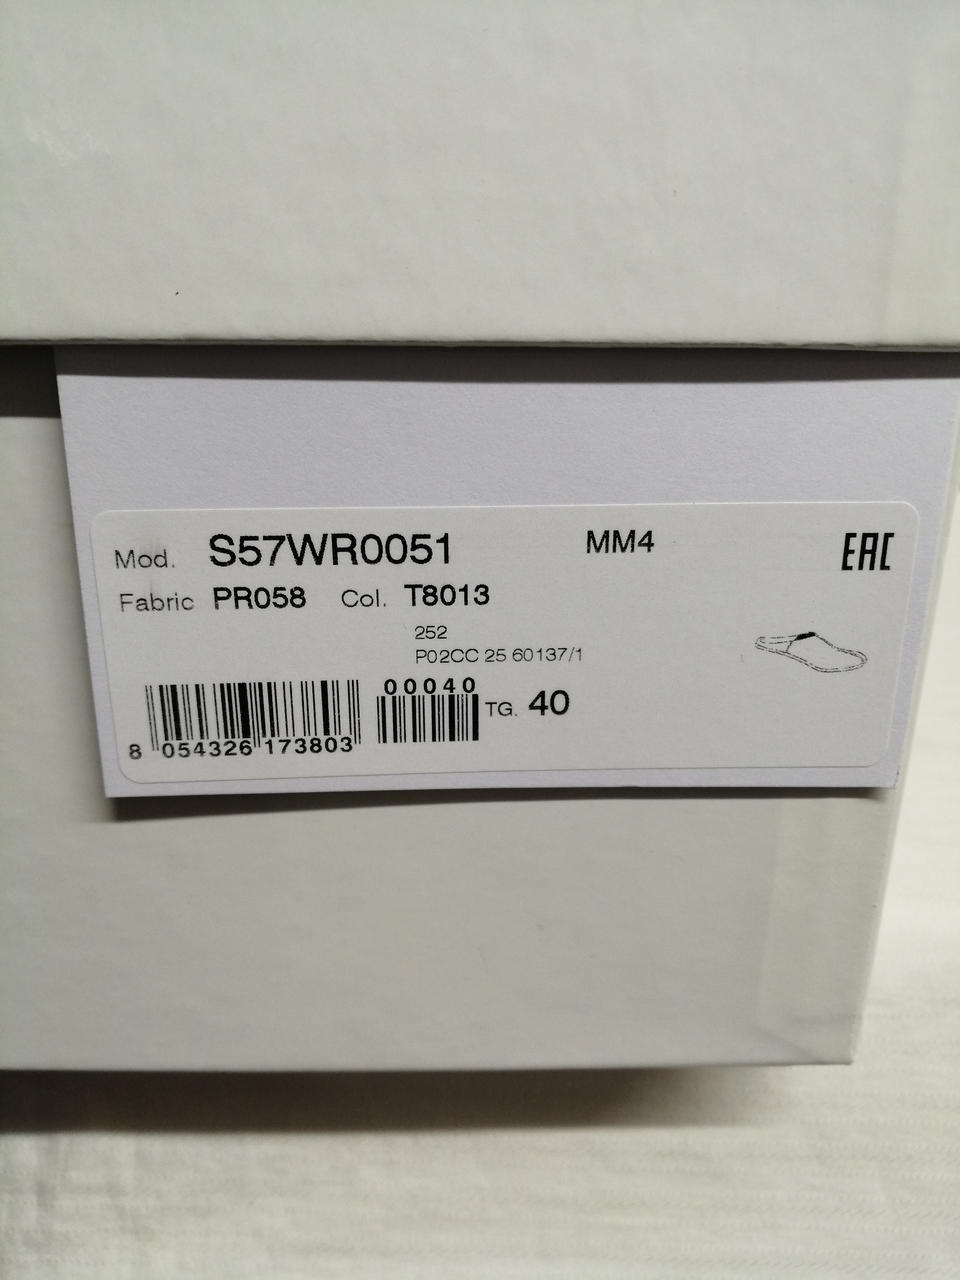 Mod. S57WR0051 MM4 EAC
Fabric PR058 Col. T8013
252
P02CC 25 60137/1
00040
TG. 40
8 054326 173803